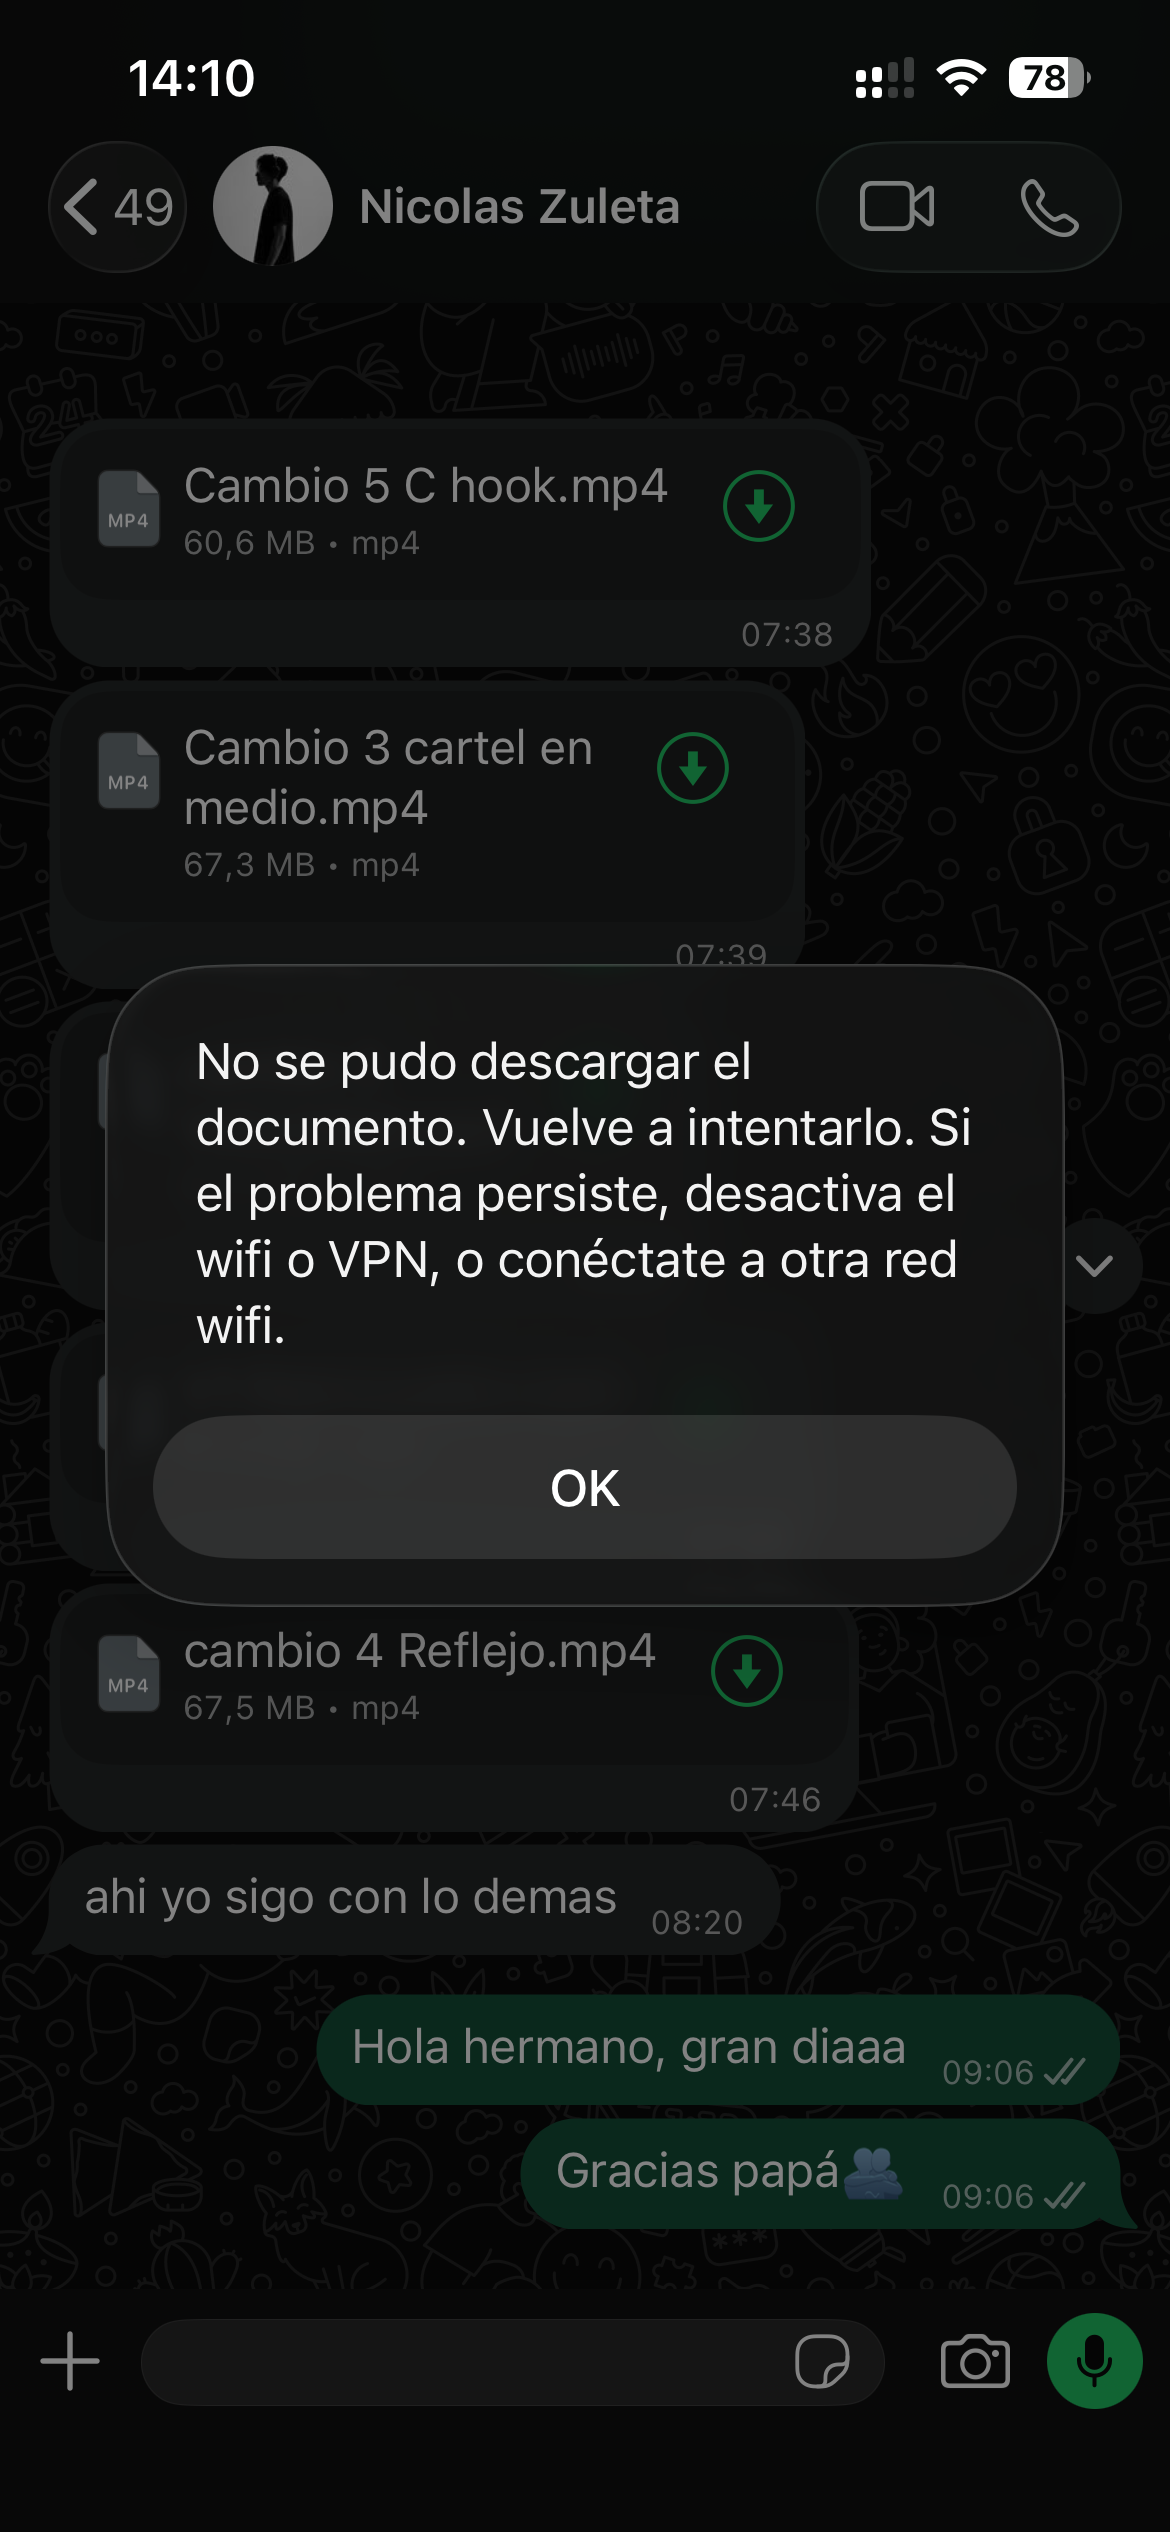 14:10
78
49
Nicolas Zuleta
Cambio 5 C hook.mp4
MP4
60,6 MB • mp4
07:38
Cambio 3 cartel en
medio.mp4
MP4
67,3 MB • mp4
07:39
No se pudo descargar el
documento. Vuelve a intentarlo. Si
el problema persiste, desactiva el
wifi o VPN, o conéctate a otra red
wifi.
OK
cambio 4 Reflejo.mp4
MP4
67,5 MB • mp4
07:46
ahi yo sigo con lo demas
08:20
Hola hermano, gran diaaa
09:06
Gracias papá🫂
09:06